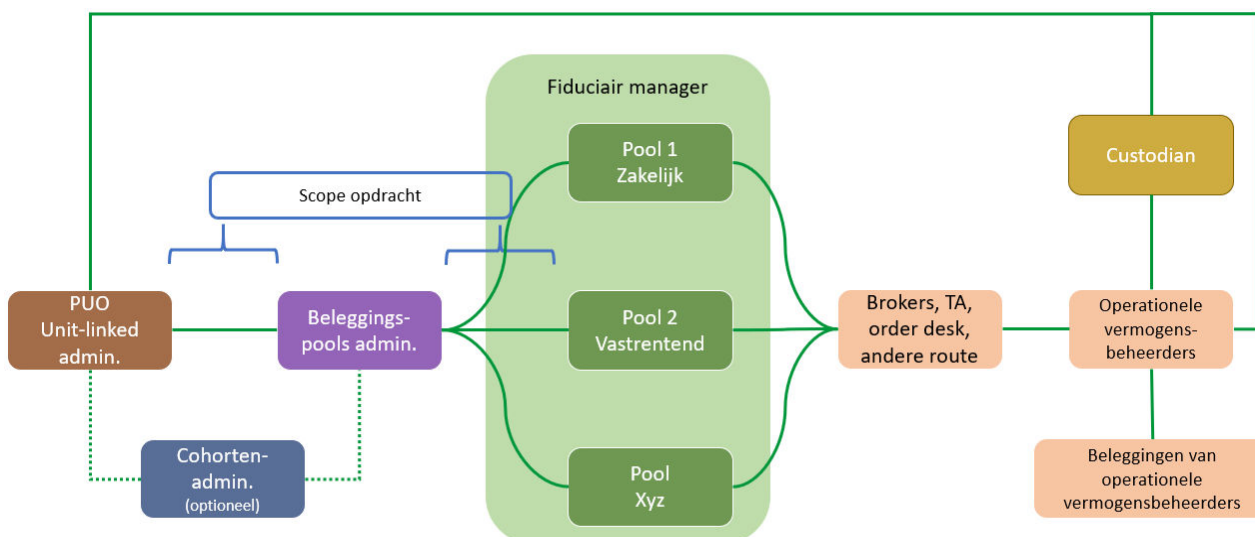 Fiduciair manager
Pool 1
Zakelijk
Custodian
Scope opdracht
PUO
Unit-linked
admin.
Beleggings-
pools admin.
Pool 2
Vastrentend
Brokers, TA,
order desk,
andere route
Operationele
vermogens-
beheerders
Cohorten-
admin.
(optioneel)
Pool
Xyz
Beleggingen van
operationele
vermogensbeheerders